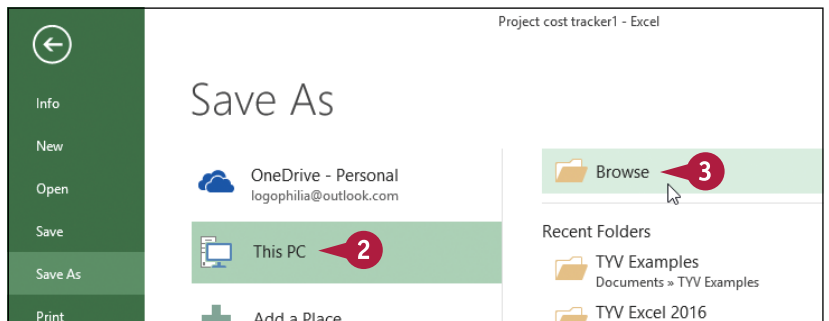 Project cost tracker1 - Excel
Info
New
Open
Save
Save As
Print
Save As
OneDrive - Personal
logophilia@outlook.com
This PC
2
Add a Place
Browse
3
Recent Folders
TYV Examples
Documents » TYV Examples
TYV Excel 2016